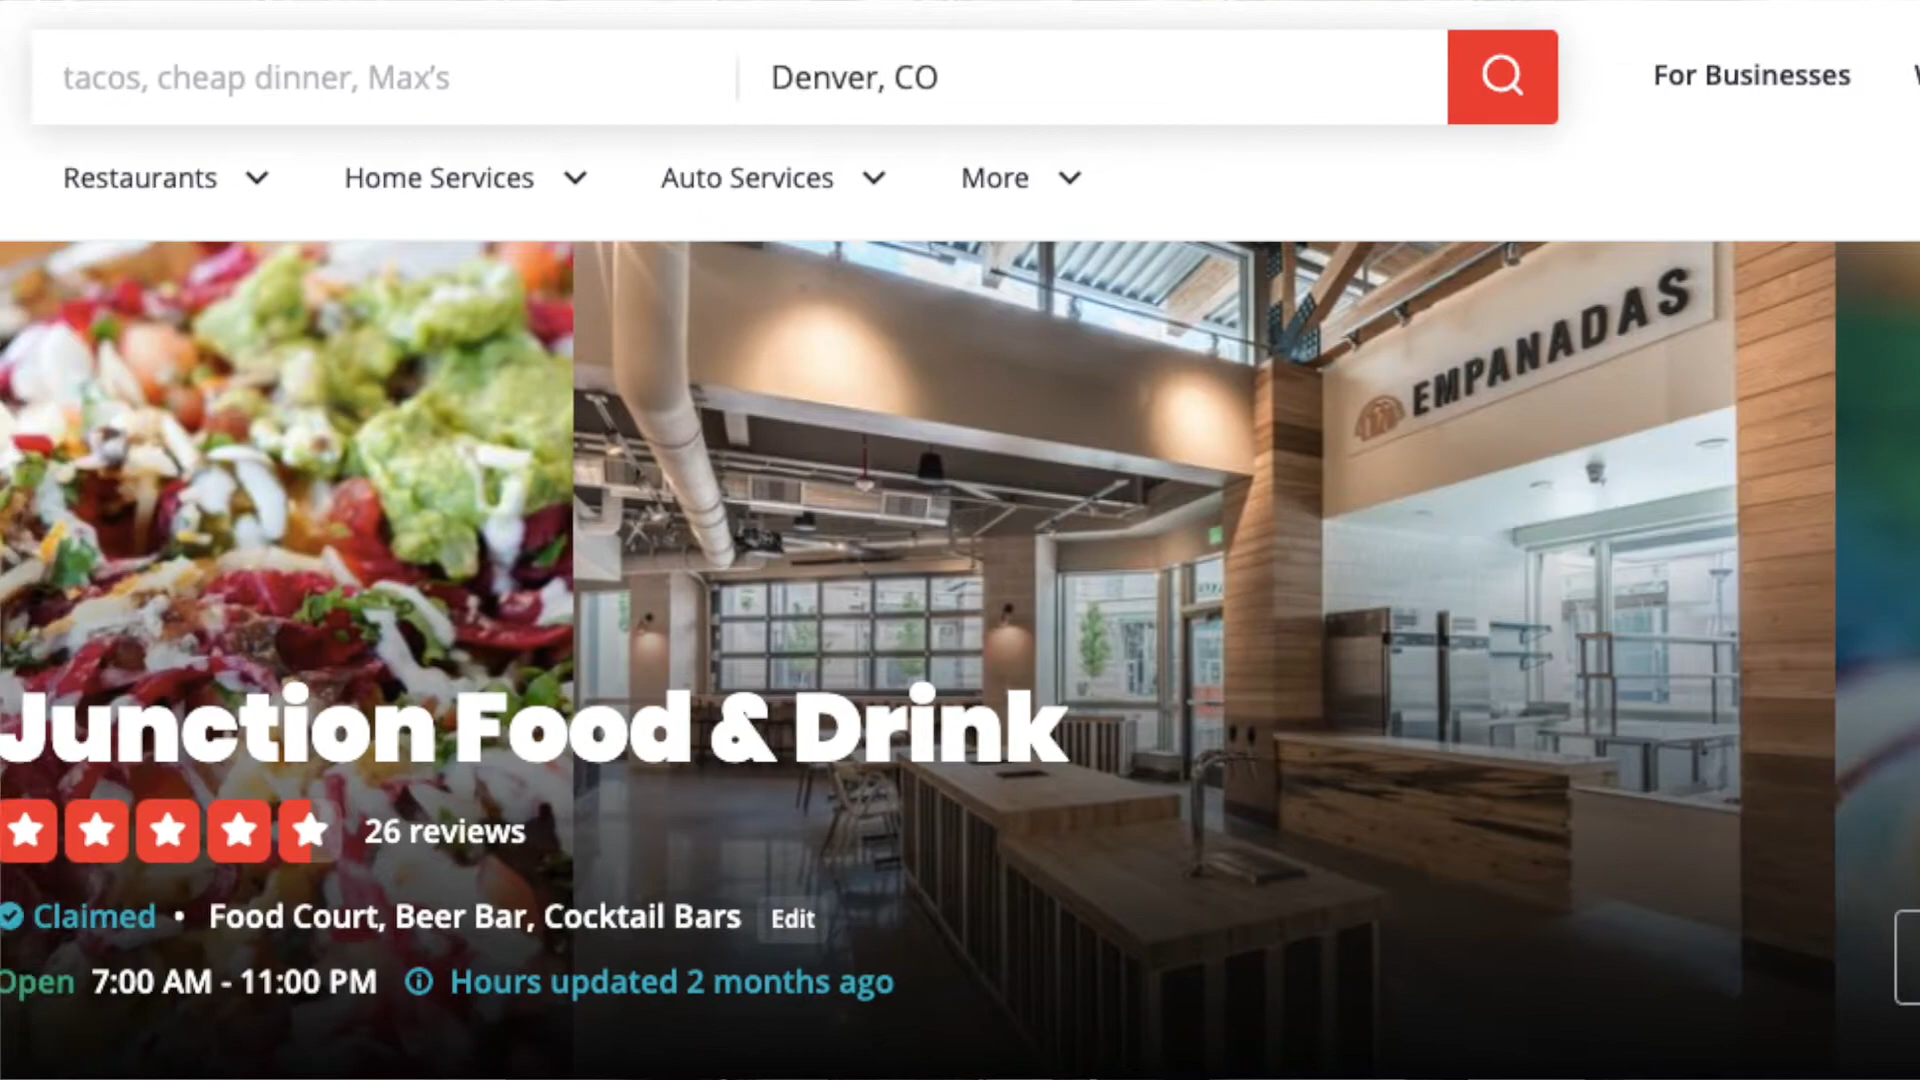 tacos, cheap dinner, Max's
Denver, CO
For Businesses
Restaurants
Home Services
Auto Services
More
EMPANADAS
Junction Food & Drink
26 reviews
Claimed • Food Court, Beer Bar, Cocktail Bars Edit
Open 7:00 AM - 11:00 PM Hours updated 2 months ago